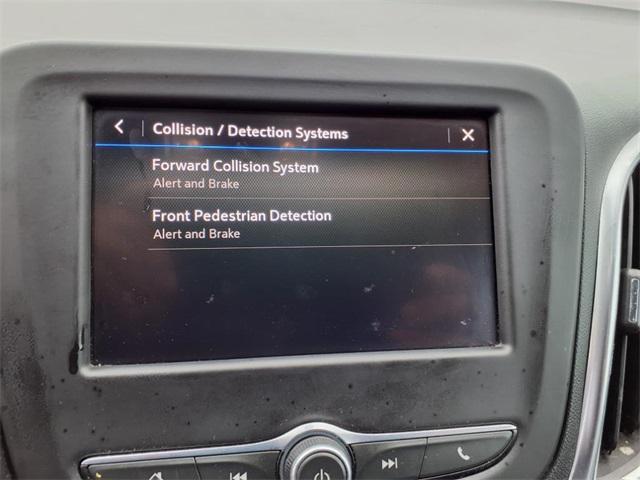 Collision / Detection Systems
Forward Collision System
Alert and Brake
Front Pedestrian Detection
Alert and Brake